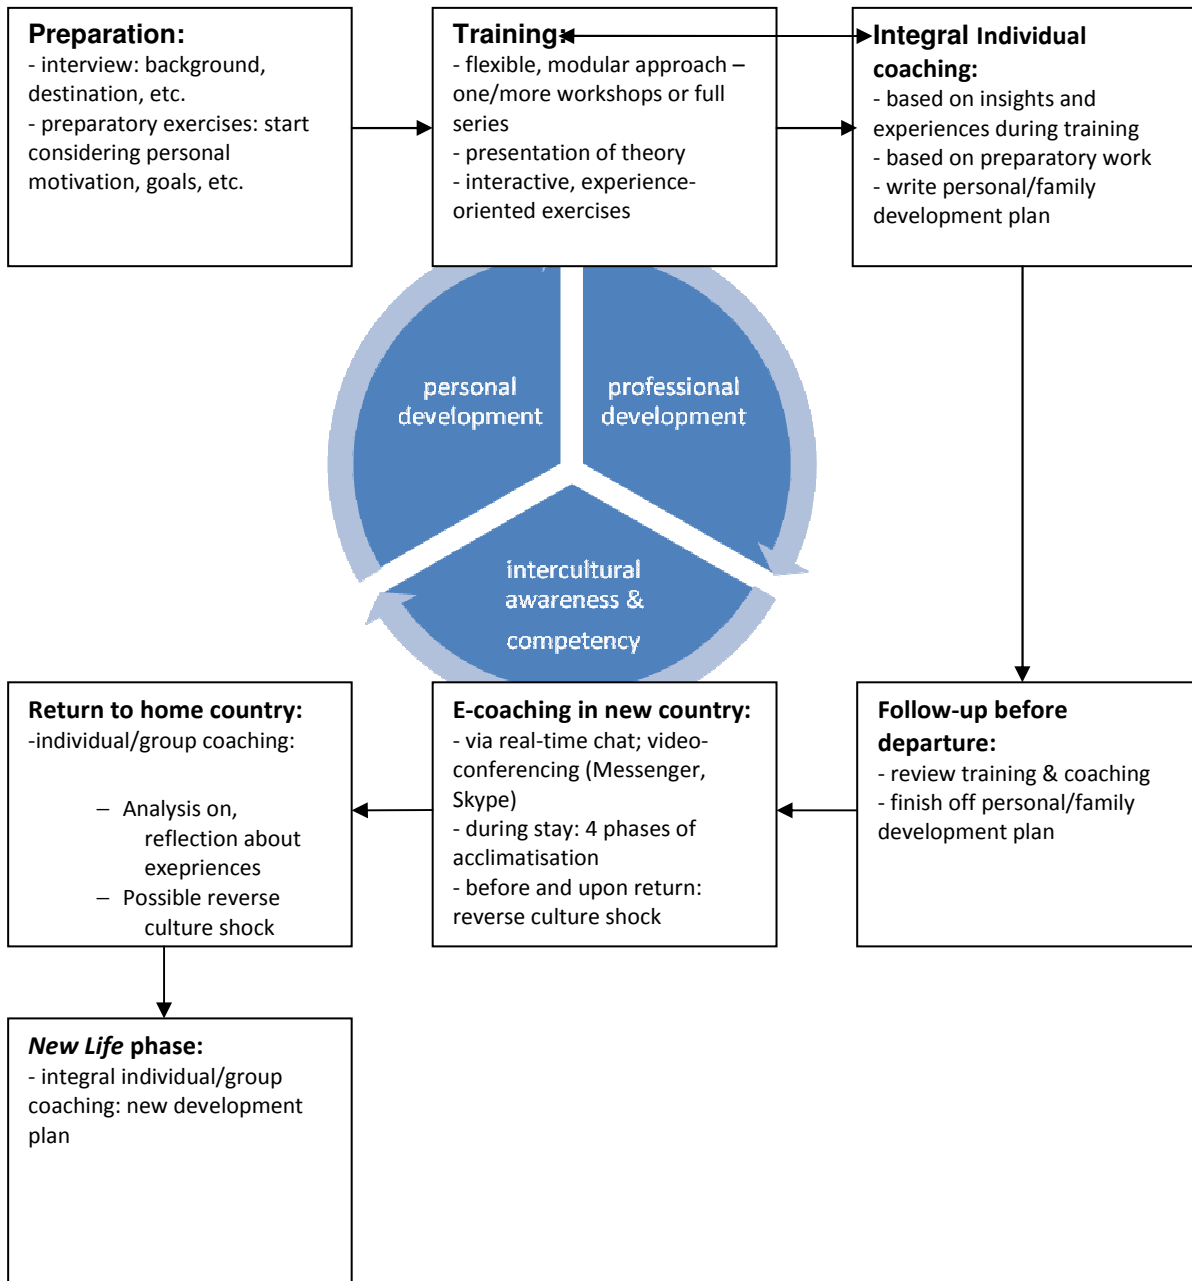 Preparation:
- interview: background,
destination, etc.
- preparatory exercises: start
considering personal
motivation, goals, etc.
Training:
- flexible, modular approach –
one/more workshops or full
series
- presentation of theory
- interactive, experience-
oriented exercises
Integral Individual
coaching:
- based on insights and
experiences during training
- based on preparatory work
- write personal/family
development plan
personal
development
professional
development
intercultural
awareness &
competency
Return to home country:
-individual/group coaching:
– Analysis on,
reflection about
exepriences
– Possible reverse
culture shock
E-coaching in new country:
- via real-time chat; video-
conferencing (Messenger,
Skype)
- during stay: 4 phases of
acclimatisation
- before and upon return:
reverse culture shock
Follow-up before
departure:
- review training & coaching
- finish off personal/family
development plan
New Life phase:
- integral individual/group
coaching: new development
plan